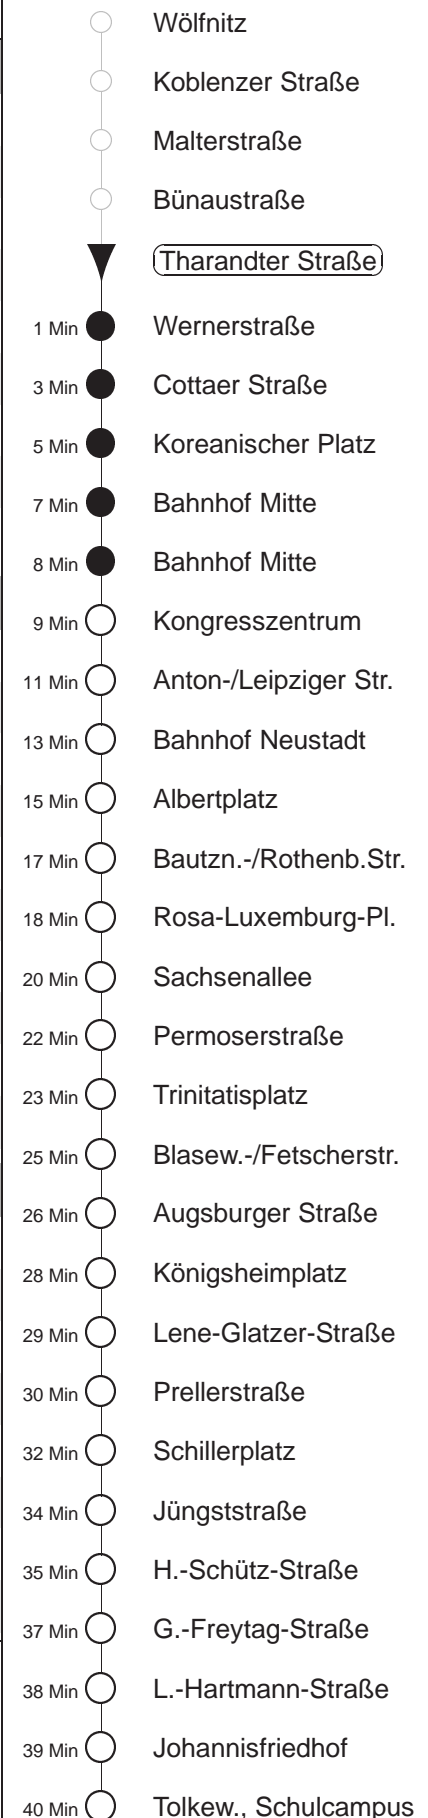 Wölfnitz
Koblenzer Straße
Malterstraße
Bünaustraße
Tharandter Straße
1 Min Wernerstraße
3 Min Cottaer Straße
5 Min Koreanischer Platz
7 Min Bahnhof Mitte
8 Min Bahnhof Mitte
9 Min Kongresszentrum
11 Min Anton-/Leipziger Str.
13 Min Bahnhof Neustadt
15 Min Albertplatz
17 Min Bautzn.-/Rothenb.Str.
18 Min Rosa-Luxemburg-Pl.
20 Min Sachsenallee
22 Min Permoserstraße
23 Min Trinitatisplatz
25 Min Blasew.-/Fetscherstr.
26 Min Augsburger Straße
28 Min Königsheimplatz
29 Min Lene-Glatzer-Straße
30 Min Prellerstraße
32 Min Schillerplatz
34 Min Jüngststraße
35 Min H.-Schütz-Straße
37 Min G.-Freytag-Straße
38 Min L.-Hartmann-Straße
39 Min Johannisfriedhof
40 Min Tolkew., Schulcampus